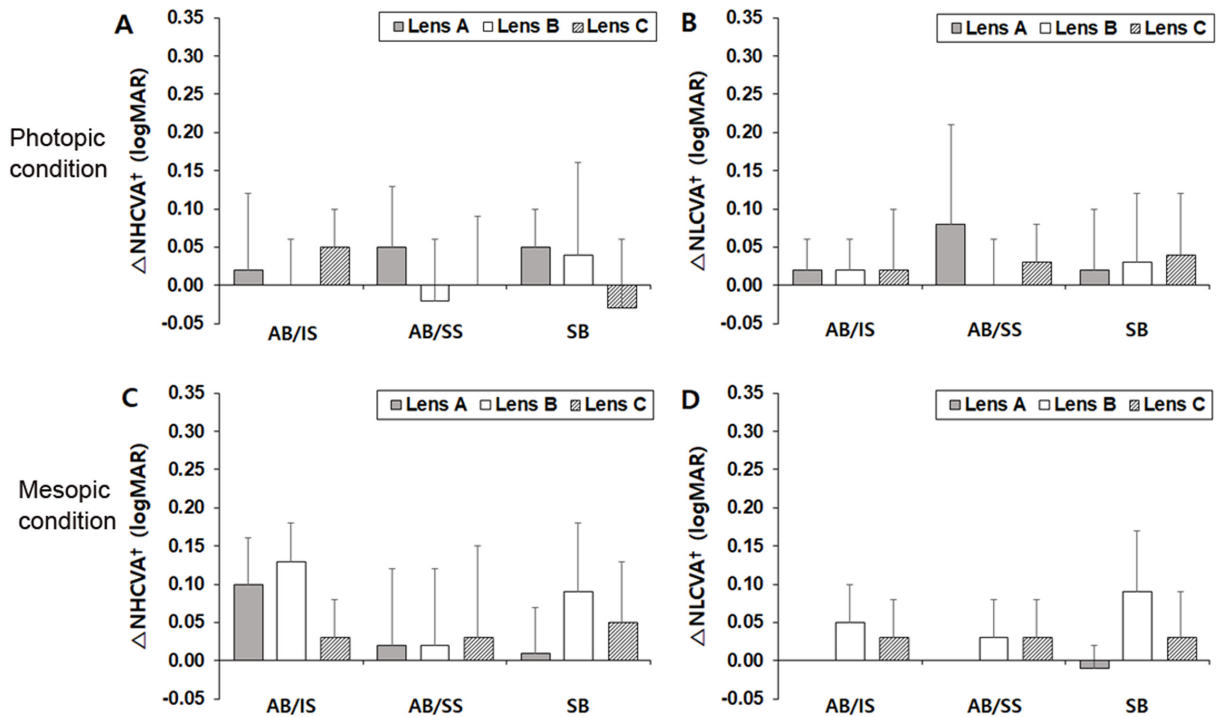 A
0.35
0.30
0.25
0.20
0.15
0.10
0.05
0.00
-0.05
△NHCVA† (logMAR)
Lens A Lens B Lens C
AB/IS AB/SS SB
Photopic
condition
B
0.35
0.30
0.25
0.20
0.15
0.10
0.05
0.00
-0.05
△NLCVA† (logMAR)
Lens A Lens B Lens C
AB/IS AB/SS SB
C
0.35
0.30
0.25
0.20
0.15
0.10
0.05
0.00
-0.05
△NHCVA† (logMAR)
Lens A Lens B Lens C
AB/IS AB/SS SB
Mesopic
condition
D
0.35
0.30
0.25
0.20
0.15
0.10
0.05
0.00
-0.05
△NLCVA† (logMAR)
Lens A Lens B Lens C
AB/IS AB/SS SB